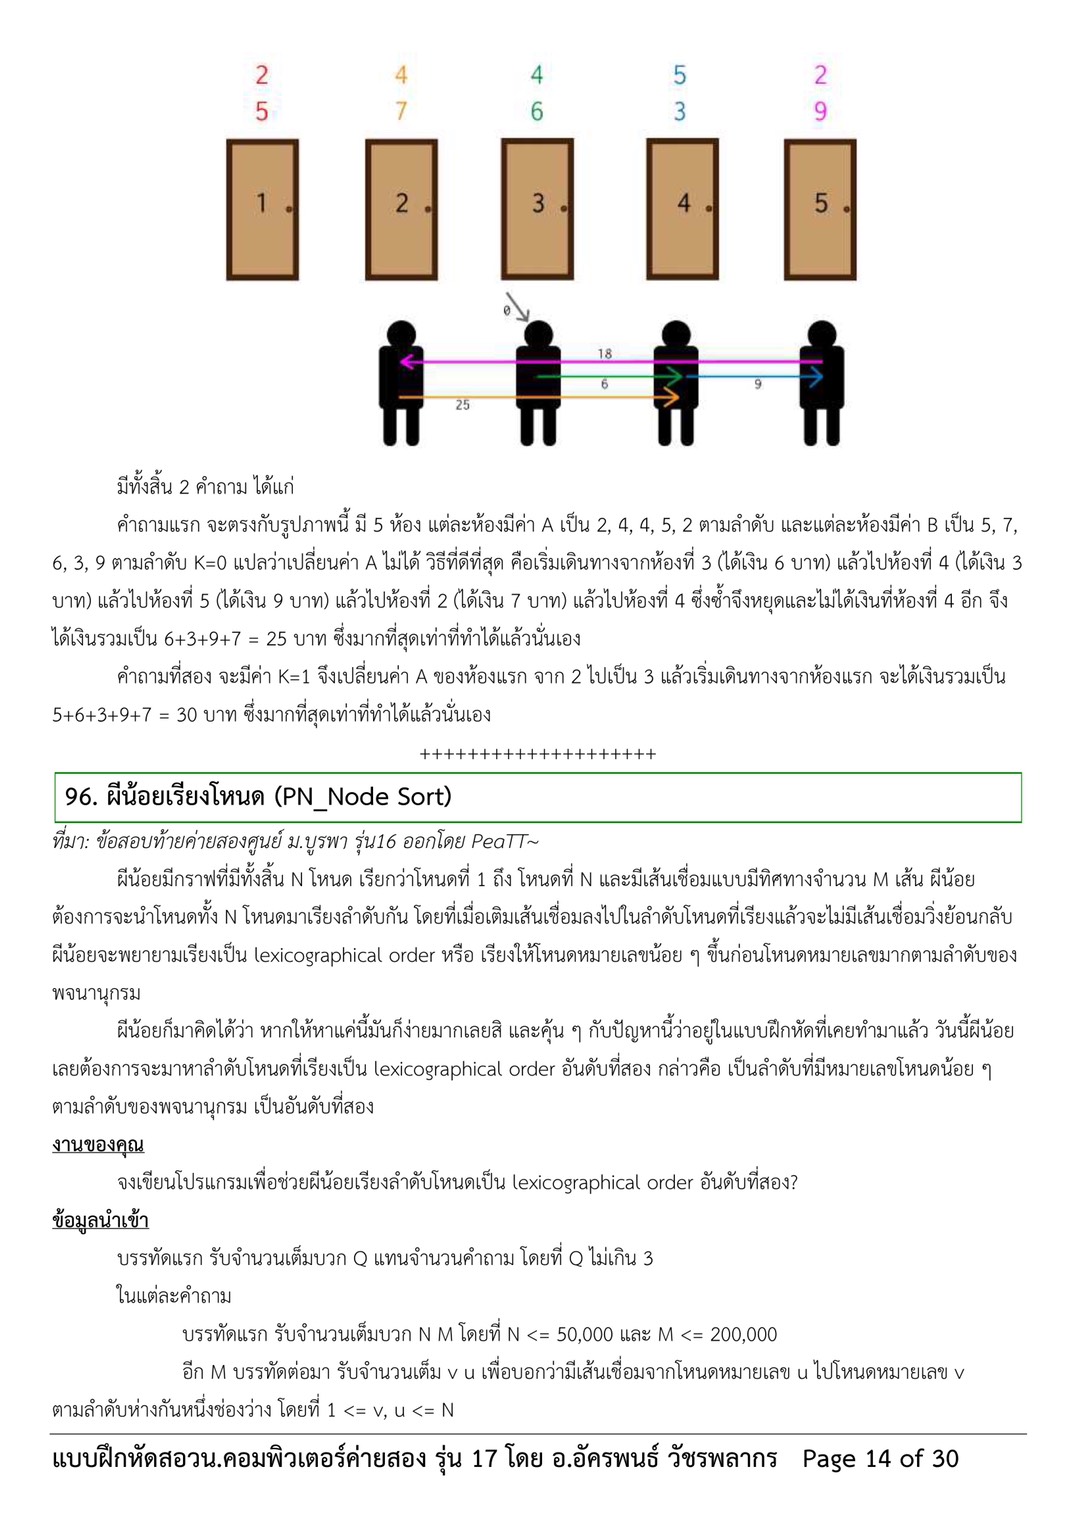 2 4 4 5 2
5 7 6 3 9
1 2 3 4 5
0
18
6 9
25
มีทั้งสิ้น 2 คำถาม ได้แก่
คำถามแรก จะตรงกับรูปภาพนี้ มี 5 ห้อง แต่ละห้องมีค่า A เป็น 2, 4, 4, 5, 2 ตามลำดับ และแต่ละห้องมีค่า B เป็น 5, 7,
6, 3, 9 ตามลำดับ K=0 แปลว่าเปลี่ยนค่า A ไม่ได้ วิธีที่ดีที่สุด คือเริ่มเดินทางจากห้องที่ 3 (ได้เงิน 6 บาท) แล้วไปห้องที่ 4 (ได้เงิน 3
บาท) แล้วไปห้องที่ 5 (ได้เงิน 9 บาท) แล้วไปห้องที่ 2 (ได้เงิน 7 บาท) แล้วไปห้องที่ 4 ซึ่งซ้ำจึงหยุดและไม่ได้เงินที่ห้องที่ 4 อีก จึง
ได้เงินรวมเป็น 6+3+9+7 = 25 บาท ซึ่งมากที่สุดเท่าที่ทำได้แล้วนั่นเอง
คำถามที่สอง จะมีค่า K=1 จึงเปลี่ยนค่า A ของห้องแรก จาก 2 ไปเป็น 3 แล้วเริ่มเดินทางจากห้องแรก จะได้เงินรวมเป็น
5+6+3+9+7 = 30 บาท ซึ่งมากที่สุดเท่าที่ทำได้แล้วนั่นเอง
++++++++++++++++++++
96. ผีน้อยเรียงโหนด (PN_Node Sort)
ที่มา: ข้อสอบท้ายค่ายสองศูนย์ ม.บูรพา รุ่น16 ออกโดย PeaTT~
ผีน้อยมีกราฟที่มีทั้งสิ้น N โหนด เรียกว่าโหนดที่ 1 ถึง โหนดที่ N และมีเส้นเชื่อมแบบมีทิศทางจำนวน M เส้น ผีน้อย
ต้องการจะนำโหนดทั้ง N โหนดมาเรียงลำดับกัน โดยที่เมื่อเติมเส้นเชื่อมลงไปในลำดับโหนดที่เรียงแล้วจะไม่มีเส้นเชื่อมวิ่งย้อนกลับ
ผีน้อยจะพยายามเรียงเป็น lexicographical order หรือ เรียงให้โหนดหมายเลขน้อย ๆ ขึ้นก่อนโหนดหมายเลขมากตามลำดับของ
พจนานุกรม
ผีน้อยก็มาคิดได้ว่า หากให้หาแค่นี้มันก็ง่ายมากเลยสิ และคุ้น ๆ กับปัญหานี้ว่าอยู่ในแบบฝึกหัดที่เคยทำมาแล้ว วันนี้ผีน้อย
เลยต้องการจะมาหาลำดับโหนดที่เรียงเป็น lexicographical order อันดับที่สอง กล่าวคือ เป็นลำดับที่มีหมายเลขโหนดน้อย ๆ
ตามลำดับของพจนานุกรม เป็นอันดับที่สอง
งานของคุณ
จงเขียนโปรแกรมเพื่อช่วยผีน้อยเรียงลำดับโหนดเป็น lexicographical order อันดับที่สอง?
ข้อมูลนำเข้า
บรรทัดแรก รับจำนวนเต็มบวก Q แทนจำนวนคำถาม โดยที่ Q ไม่เกิน 3
ในแต่ละคำถาม
บรรทัดแรก รับจำนวนเต็มบวก N M โดยที่ N <= 50,000 และ M <= 200,000
อีก M บรรทัดต่อมา รับจำนวนเต็ม v u เพื่อบอกว่ามีเส้นเชื่อมจากโหนดหมายเลข u ไปโหนดหมายเลข v
ตามลำดับห่างกันหนึ่งช่องว่าง โดยที่ 1 <= v, u <= N
แบบฝึกหัดสอวน.คอมพิวเตอร์ค่ายสอง รุ่น 17 โดย อ.อัครพนธ์ วัชรพลากร Page 14 of 30